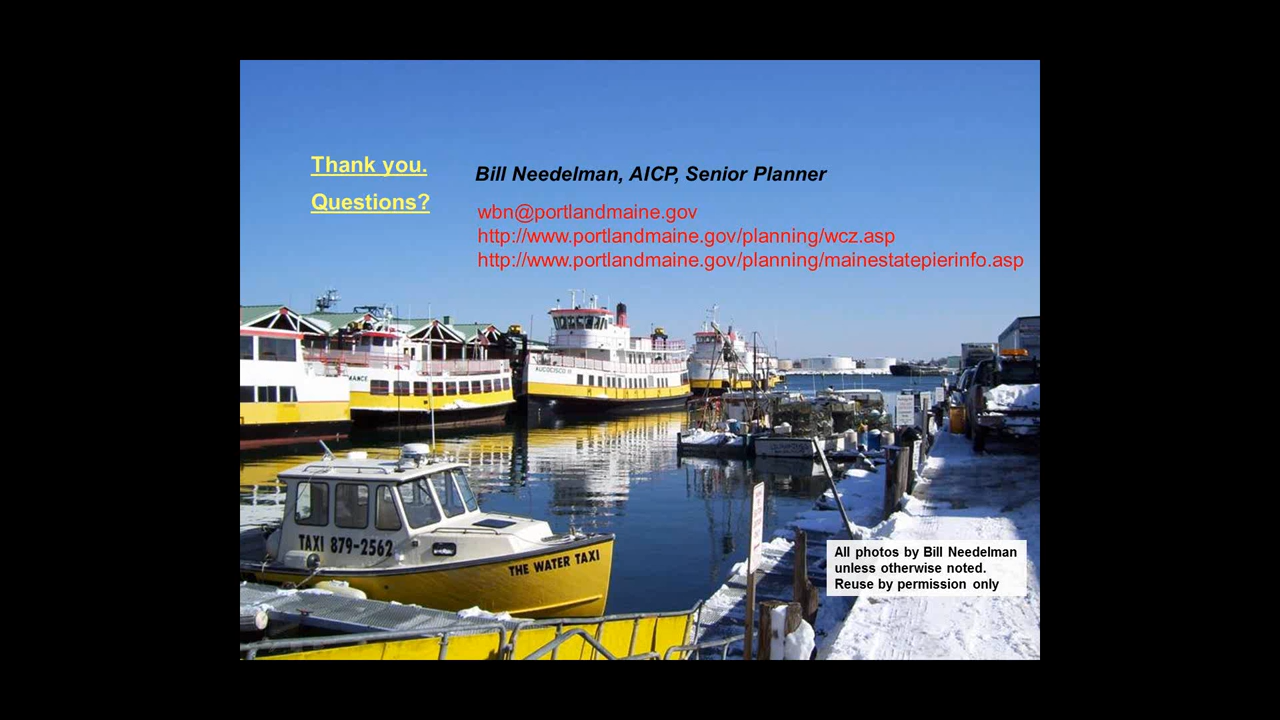 Thank you.
Questions?
Bill Needelman, AICP, Senior Planner
wbn@portlandmaine.gov
http://www.portlandmaine.gov/planning/wcz.asp
http://www.portlandmaine.gov/planning/mainestatepierinfo.asp
AUCOCISCO III
TAXI 879-2562
THE WATER TAXI
All photos by Bill Needelman
unless otherwise noted.
Reuse by permission only